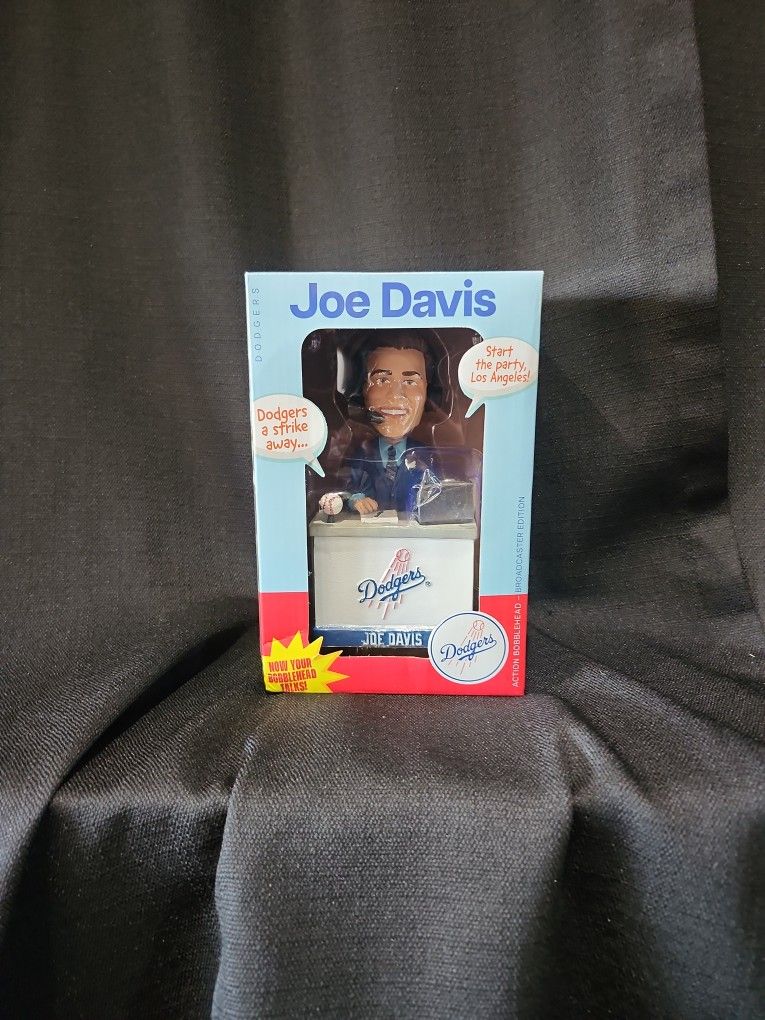 Joe Davis
DODGERS
Start
the party,
Los Angeles!
Dodgers
a strike
away...
Dodgers
JOE DAVIS
Dodgers
NOW YOUR
BOBBLEHEAD
TALKS!
ACTION BOBBLEHEAD - BROADCASTER EDITION